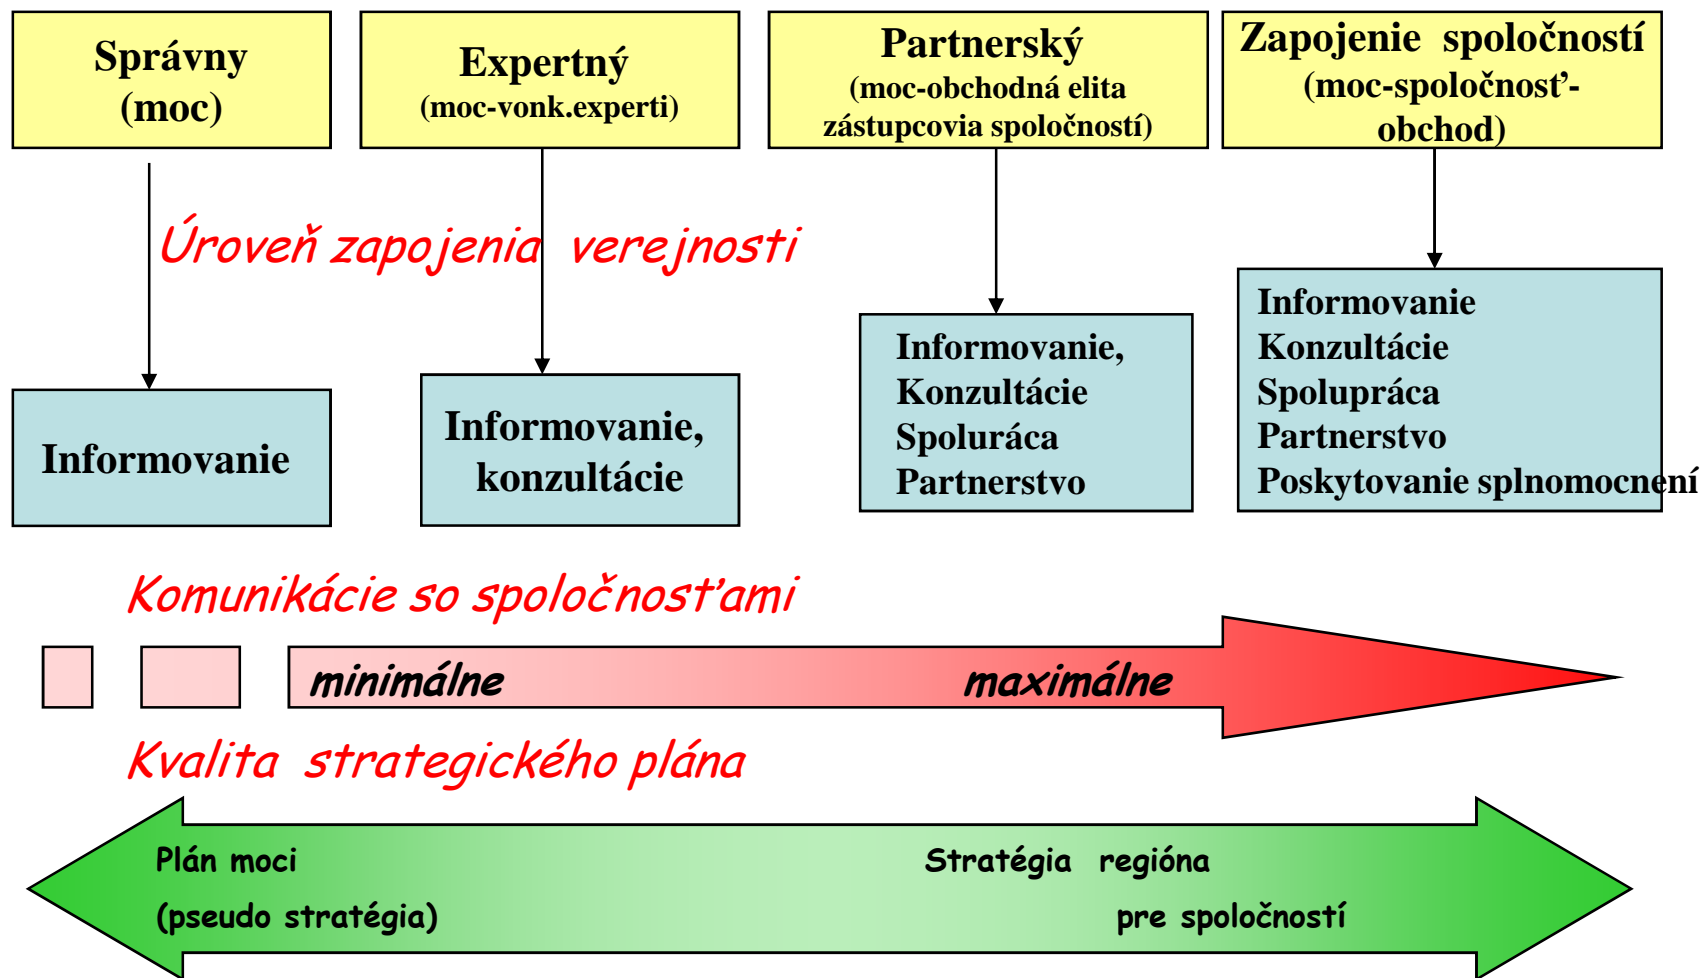 Správny
(moc)
Expertný
(moc-vonk.experti)
Partnerský
(moc-obchodná elita
zástupcovia spoločností)
Zapojenie spoločností
(moc-spoločnosť-
obchod)
Úroveň zapojenia verejnosti
Informovanie
Informovanie,
konzultácie
Informovanie,
Konzultácie
Spoluráca
Partnerstvo
Informovanie
Konzultácie
Spolupráca
Partnerstvo
Poskytovanie splnomocnení
Komunikácie so spoločnosťami
minimálne maximálne
Kvalita strategického plána
Plán moci
(pseudo stratégia)
Stratégia regióna
pre spoločností